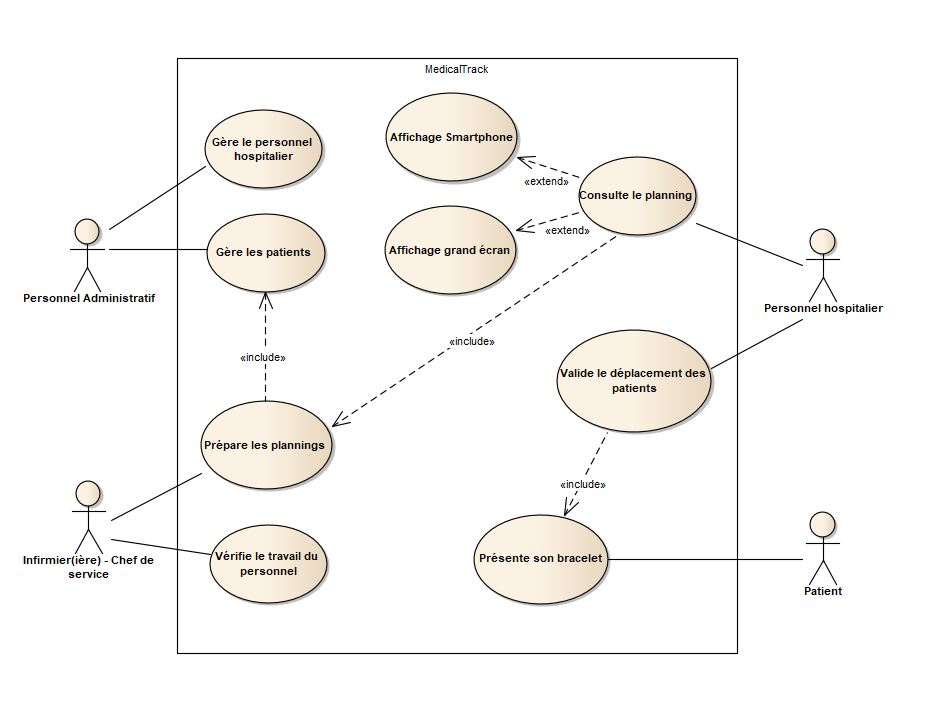 MedicalTrack
Gère le personnel
hospitalier
Affichage Smartphone
«extend»
Consulte le planning
Gère les patients
Affichage grand écran
«extend»
Personnel Administratif
Personnel hospitalier
«include»
«include»
Valide le déplacement des
patients
Prépare les plannings
«include»
Infirmier(ière) - Chef de
service
Vérifie le travail du
personnel
Présente son bracelet
Patient